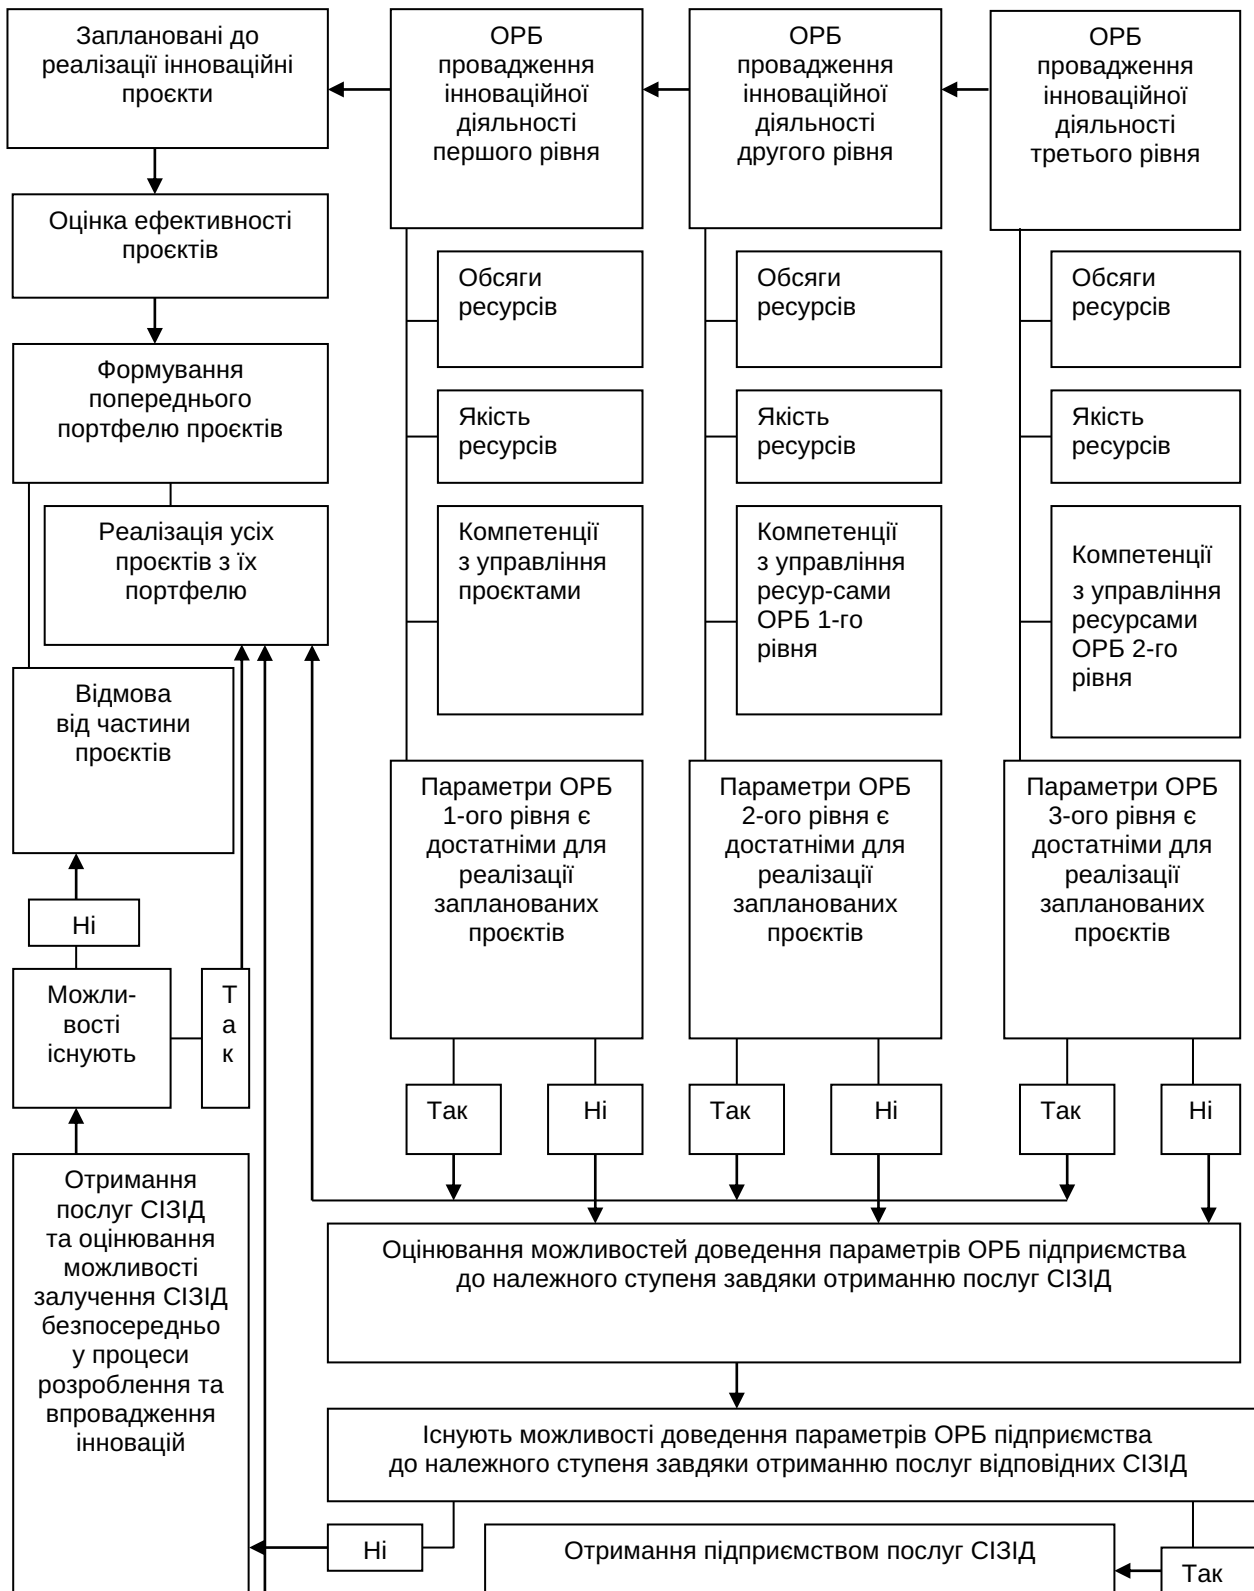 Заплановані до
реалізації інноваційні
проєкти
ОРБ
провадження
інноваційної
діяльності
першого рівня
ОРБ
провадження
інноваційної
діяльності
другого рівня
ОРБ
провадження
інноваційної
діяльності
третього рівня
Оцінка ефективності
проєктів
Формування
попереднього
портфелю проєктів
Реалізація усіх
проєктів з їх
портфелю
Відмова
від частини
проєктів
Ні
Можли-
вості
існують
Т
а
к
Отримання
послуг СІЗІД
та оцінювання
можливості
залучення СІЗІД
безпосередньо
у процеси
розроблення та
впровадження
інновацій
Обсяги
ресурсів
Якість
ресурсів
Компетенції
з управління
проєктами
Параметри ОРБ
1-ого рівня є
достатніми для
реалізації
запланованих
проєктів
Так
Ні
Обсяги
ресурсів
Якість
ресурсів
Компетенції
з управління
ресур-сами
ОРБ 1-го
рівня
Параметри ОРБ
2-ого рівня є
достатніми для
реалізації
запланованих
проєктів
Так
Ні
Обсяги
ресурсів
Якість
ресурсів
Компетенції
з управління
ресурсами
ОРБ 2-го
рівня
Параметри ОРБ
3-ого рівня є
достатніми для
реалізації
запланованих
проєктів
Так
Ні
Оцінювання можливостей доведення параметрів ОРБ підприємства
до належного ступеня завдяки отриманню послуг СІЗІД
Існують можливості доведення параметрів ОРБ підприємства
до належного ступеня завдяки отриманню послуг відповідних СІЗІД
Ні
Отримання підприємством послуг СІЗІД
Так